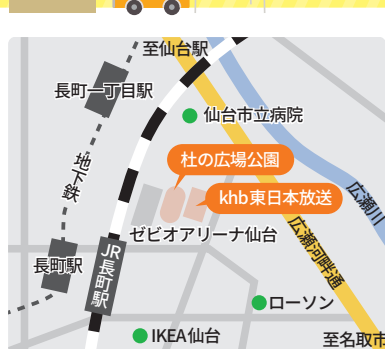 至仙台駅
長町一丁目駅
仙台市立病院
杜の広場公園
地下鉄
khb東日本放送
広瀬川
ゼビオアリーナ仙台
広瀬河畔通
長町駅
JR長町駅
ローソン
IKEA仙台
至名取市